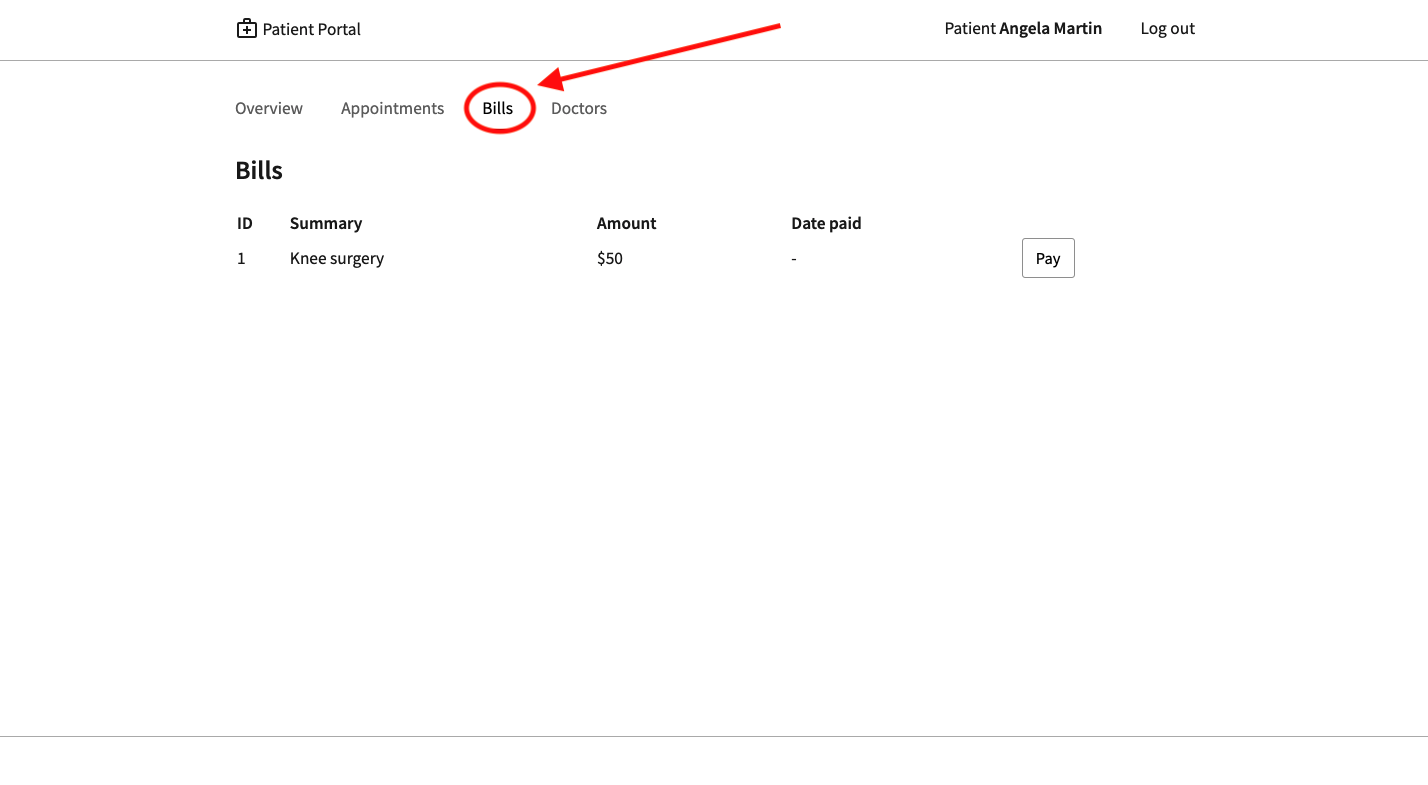 Patient Portal Patient Angela Martin Log out
Overview Appointments Bills Doctors
Bills
ID Summary Amount Date paid
1 Knee surgery $50 - Pay